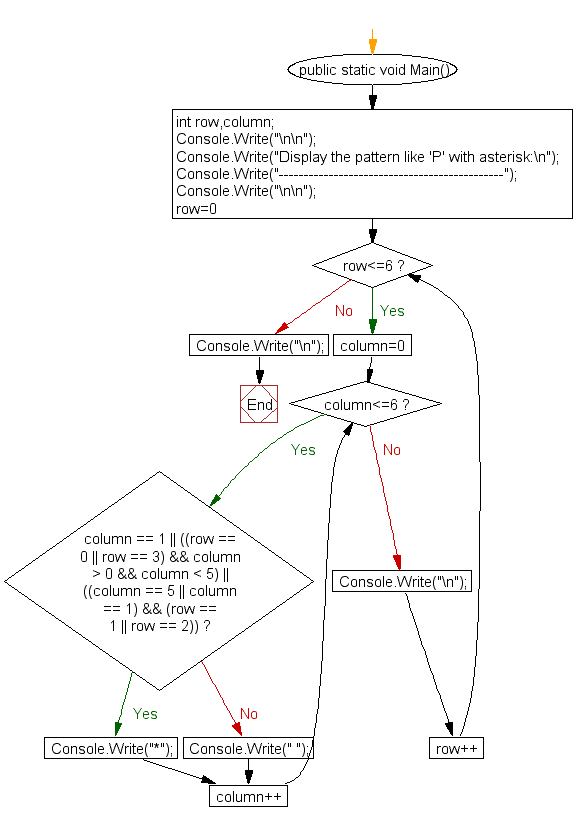 public static void Main()
int row,column;
Console.Write("\n\n");
Console.Write("Display the pattern like 'P' with asterisk:\n");
Console.Write("---------------------------------------------");
Console.Write("\n\n");
row=0
row<=6 ?
No
Yes
Console.Write("\n");
column=0
End
column<=6 ?
Yes
No
column == 1 || ((row ==
0 || row == 3) && column
> 0 && column < 5) ||
((column == 5 || column
== 1) && (row ==
1 || row == 2)) ?
Console.Write("\n");
Yes
No
Console.Write("*");
Console.Write(" ");
row++
column++